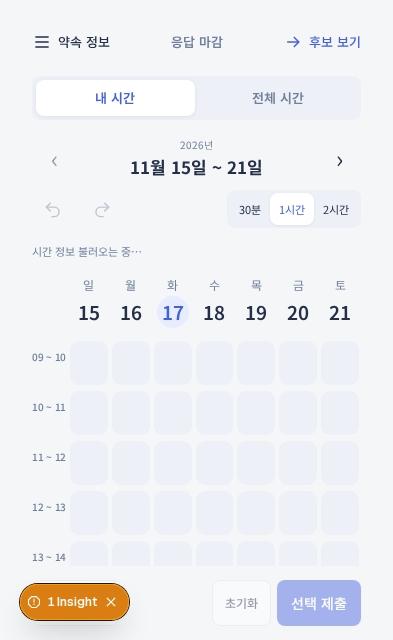 약속 정보
응답 마감
후보 보기
내 시간
전체 시간
2026년
11월 15일 ~ 21일
30분
1시간
2시간
시간 정보 불러오는 중…
일 월 화 수 목 금 토
15 16 17 18 19 20 21
09 ~ 10
10 ~ 11
11 ~ 12
12 ~ 13
13 ~ 14
1 Insight
초기화
선택 제출